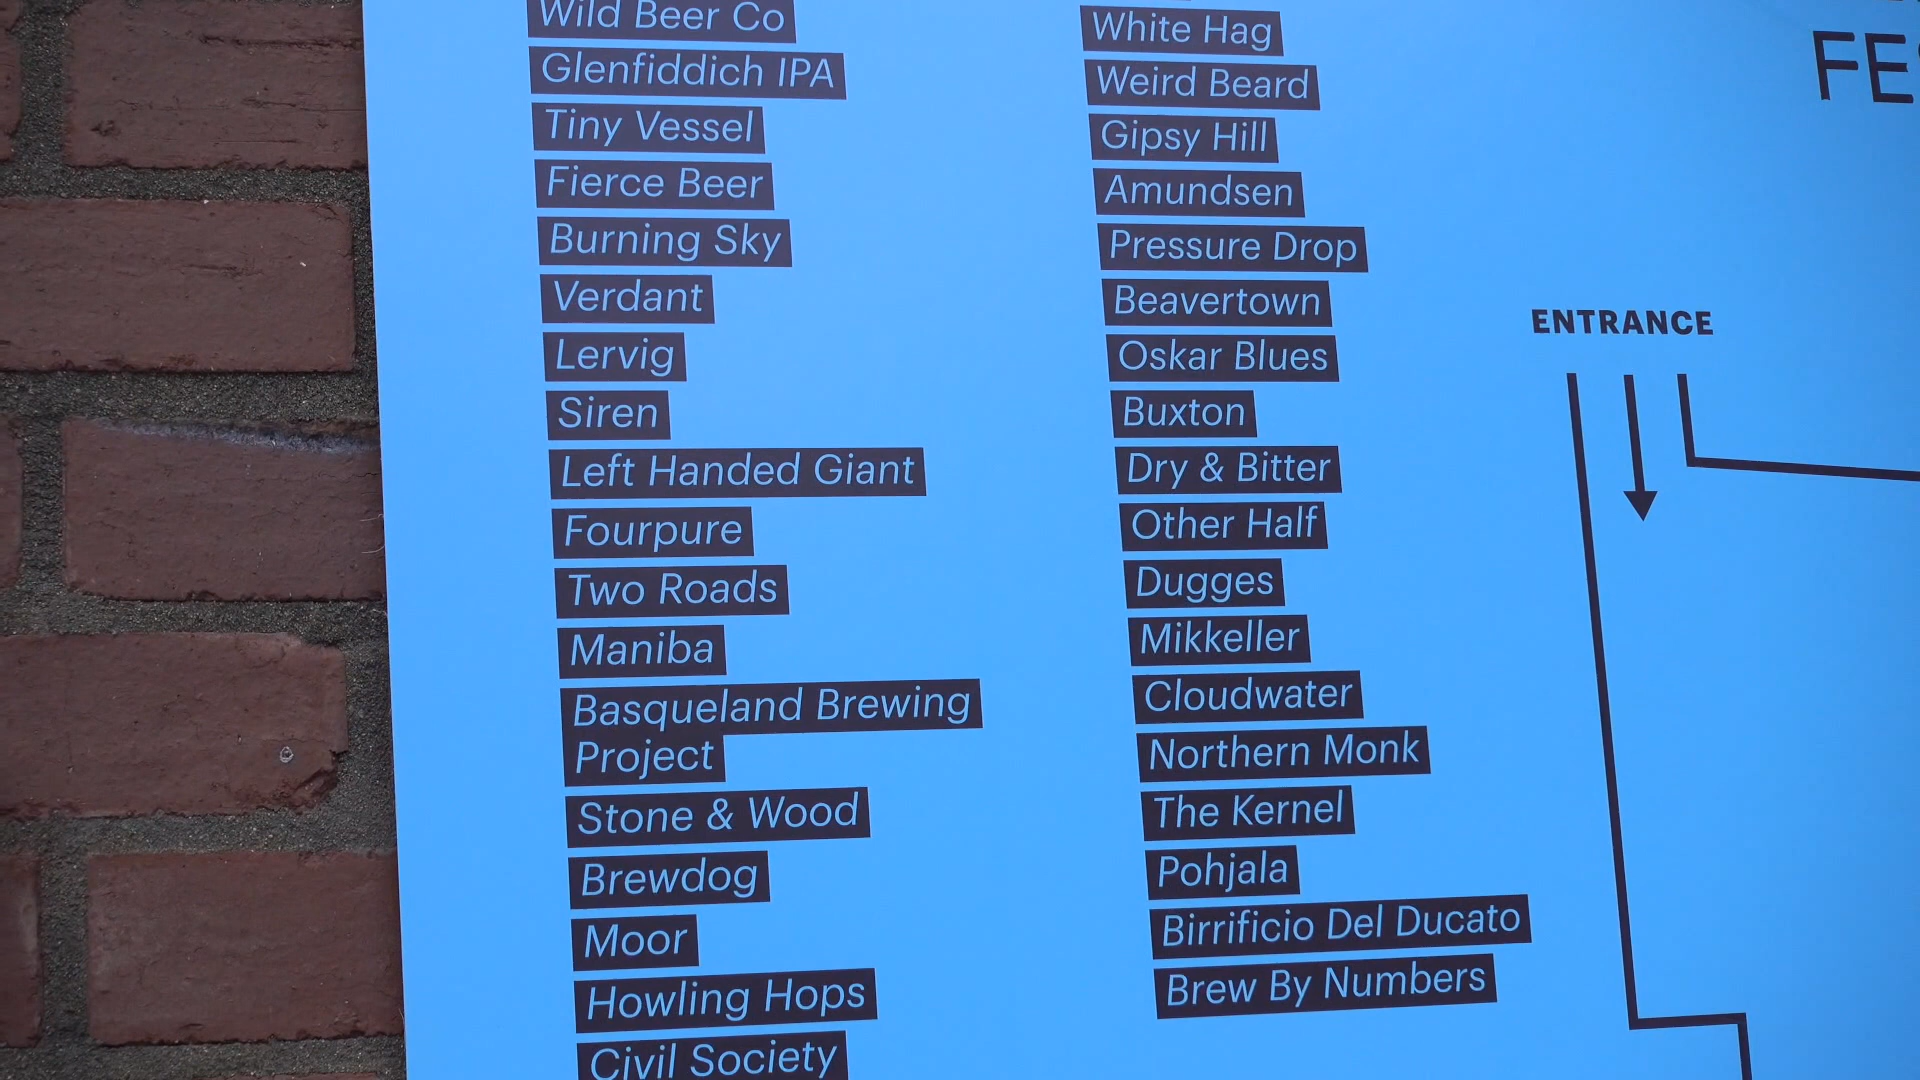 Wild Beer Co
Glenfiddich IPA
Tiny Vessel
Fierce Beer
Burning Sky
Verdant
Lervig
Siren
Left Handed Giant
Fourpure
Two Roads
Maniba
Basqueland Brewing
Project
Stone & Wood
Brewdog
Moor
Howling Hops
Civil Society
White Hag
Weird Beard
Gipsy Hill
Amundsen
Pressure Drop
Beavertown
Oskar Blues
Buxton
Dry & Bitter
Other Half
Dugges
Mikkeller
Cloudwater
Northern Monk
The Kernel
Pohjala
Birrificio Del Ducato
Brew By Numbers
ENTRANCE